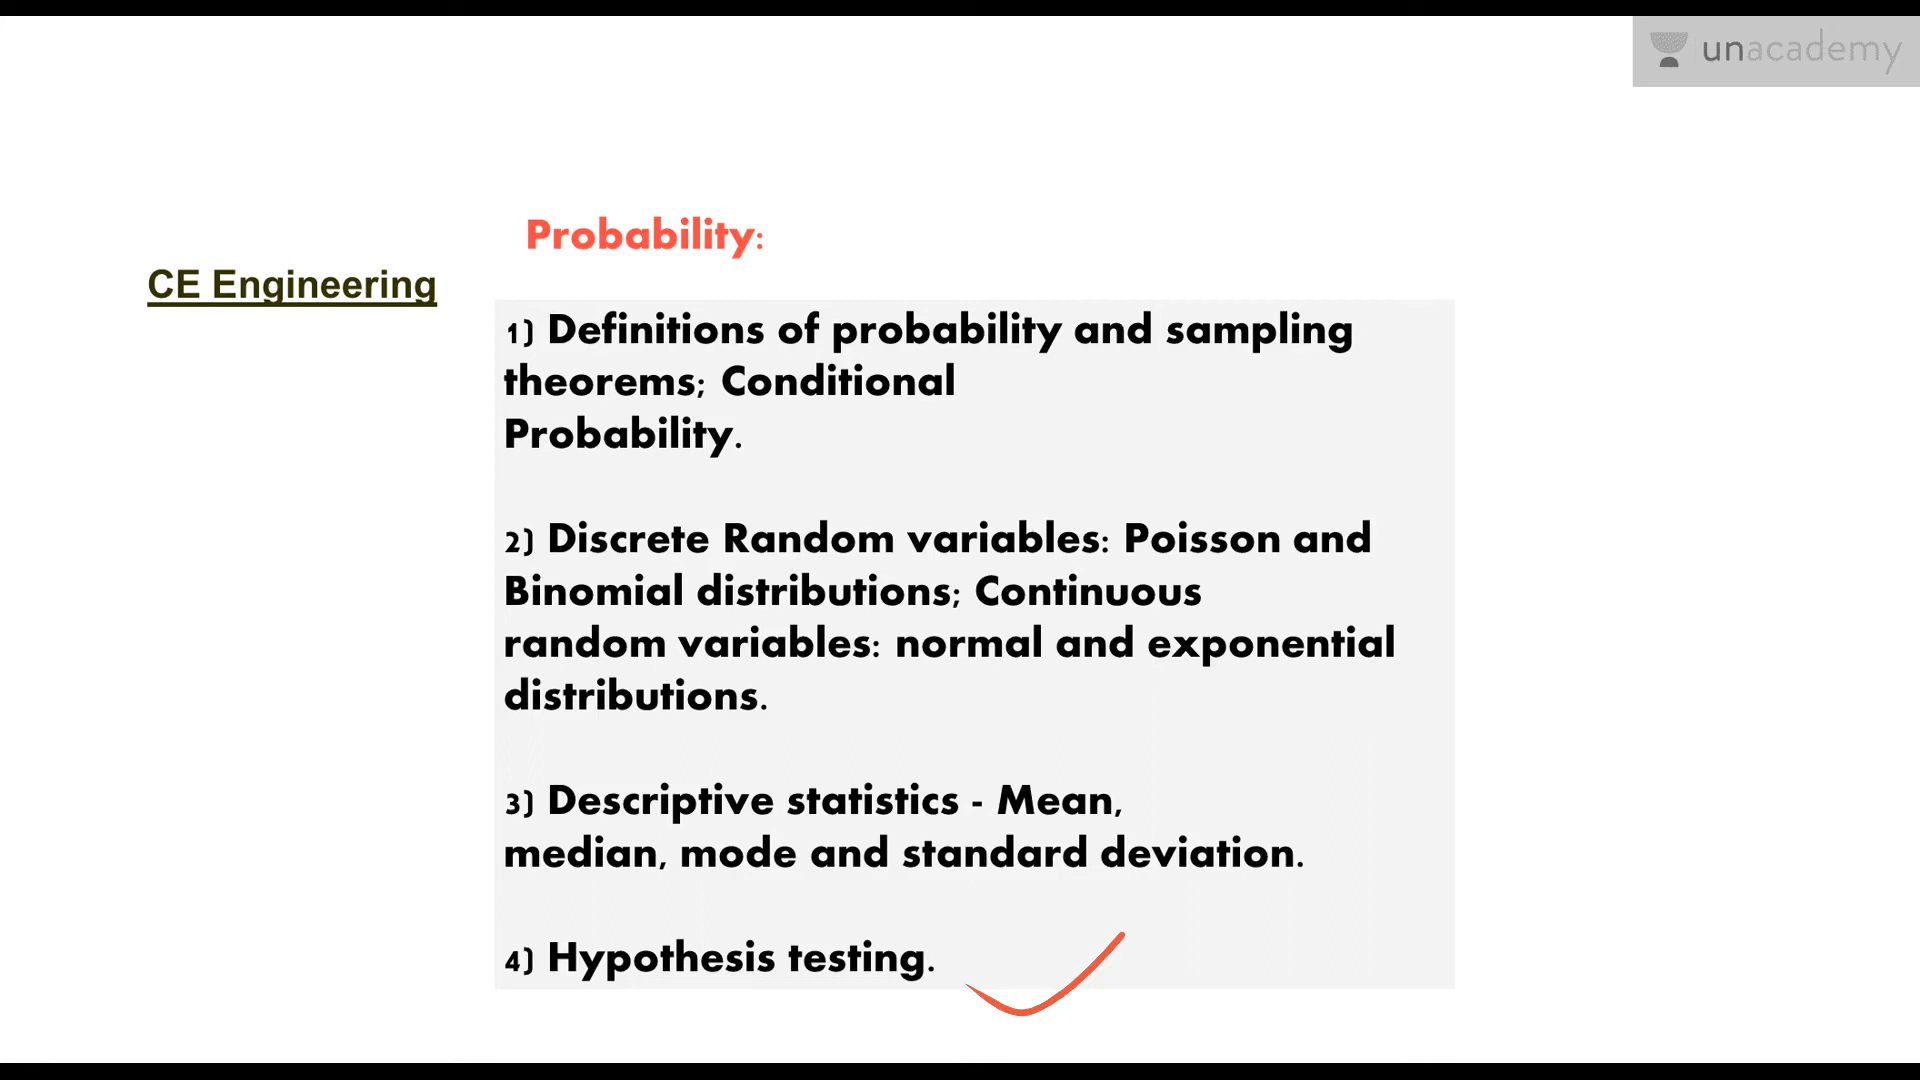 unacademy
Probability:
CE Engineering
1) Definitions of probability and sampling
theorems; Conditional
Probability.
2) Discrete Random variables: Poisson and
Binomial distributions; Continuous
random variables: normal and exponential
distributions.
3) Descriptive statistics - Mean,
median, mode and standard deviation.
4) Hypothesis testing.